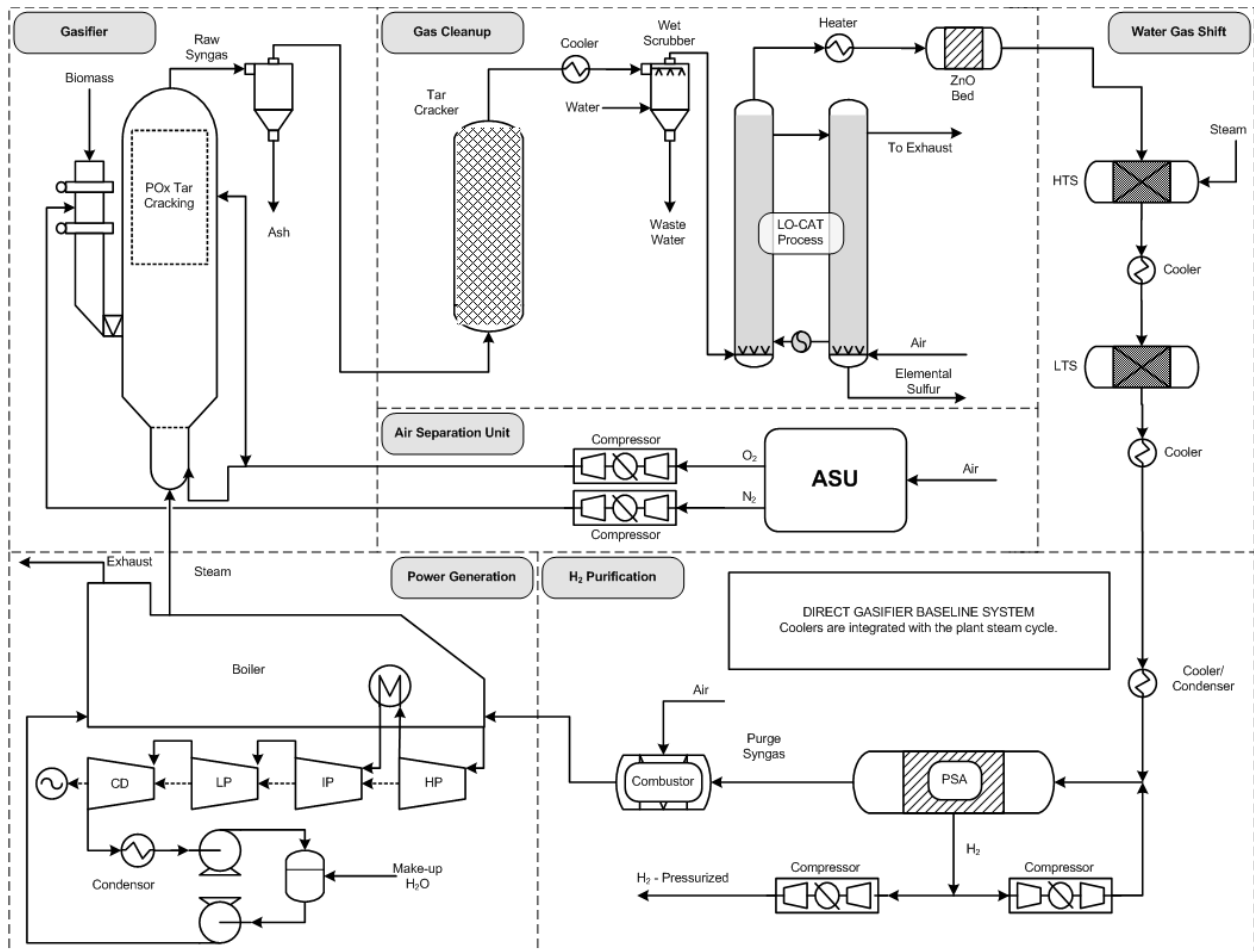 Gasifier
Raw
Syngas
Biomass
POx Tar
Cracking
Ash
Gas Cleanup
Cooler
Wet
Scrubber
Tar
Cracker
Water
Waste
Water
Heater
ZnO
Bed
To Exhaust
LO-CAT
Process
Air
Elemental
Sulfur
Water Gas Shift
Steam
HTS
Cooler
LTS
Cooler
Air Separation Unit
Compressor
O2
N2
Compressor
ASU
Air
Exhaust
Steam
Power Generation
Boiler
CD
LP
IP
HP
Condensor
Make-up
H2O
H2 Purification
DIRECT GASIFIER BASELINE SYSTEM
Coolers are integrated with the plant steam cycle.
Cooler/
Condenser
Air
Purge
Syngas
Combustor
PSA
H2
Compressor
Compressor
H2 - Pressurized